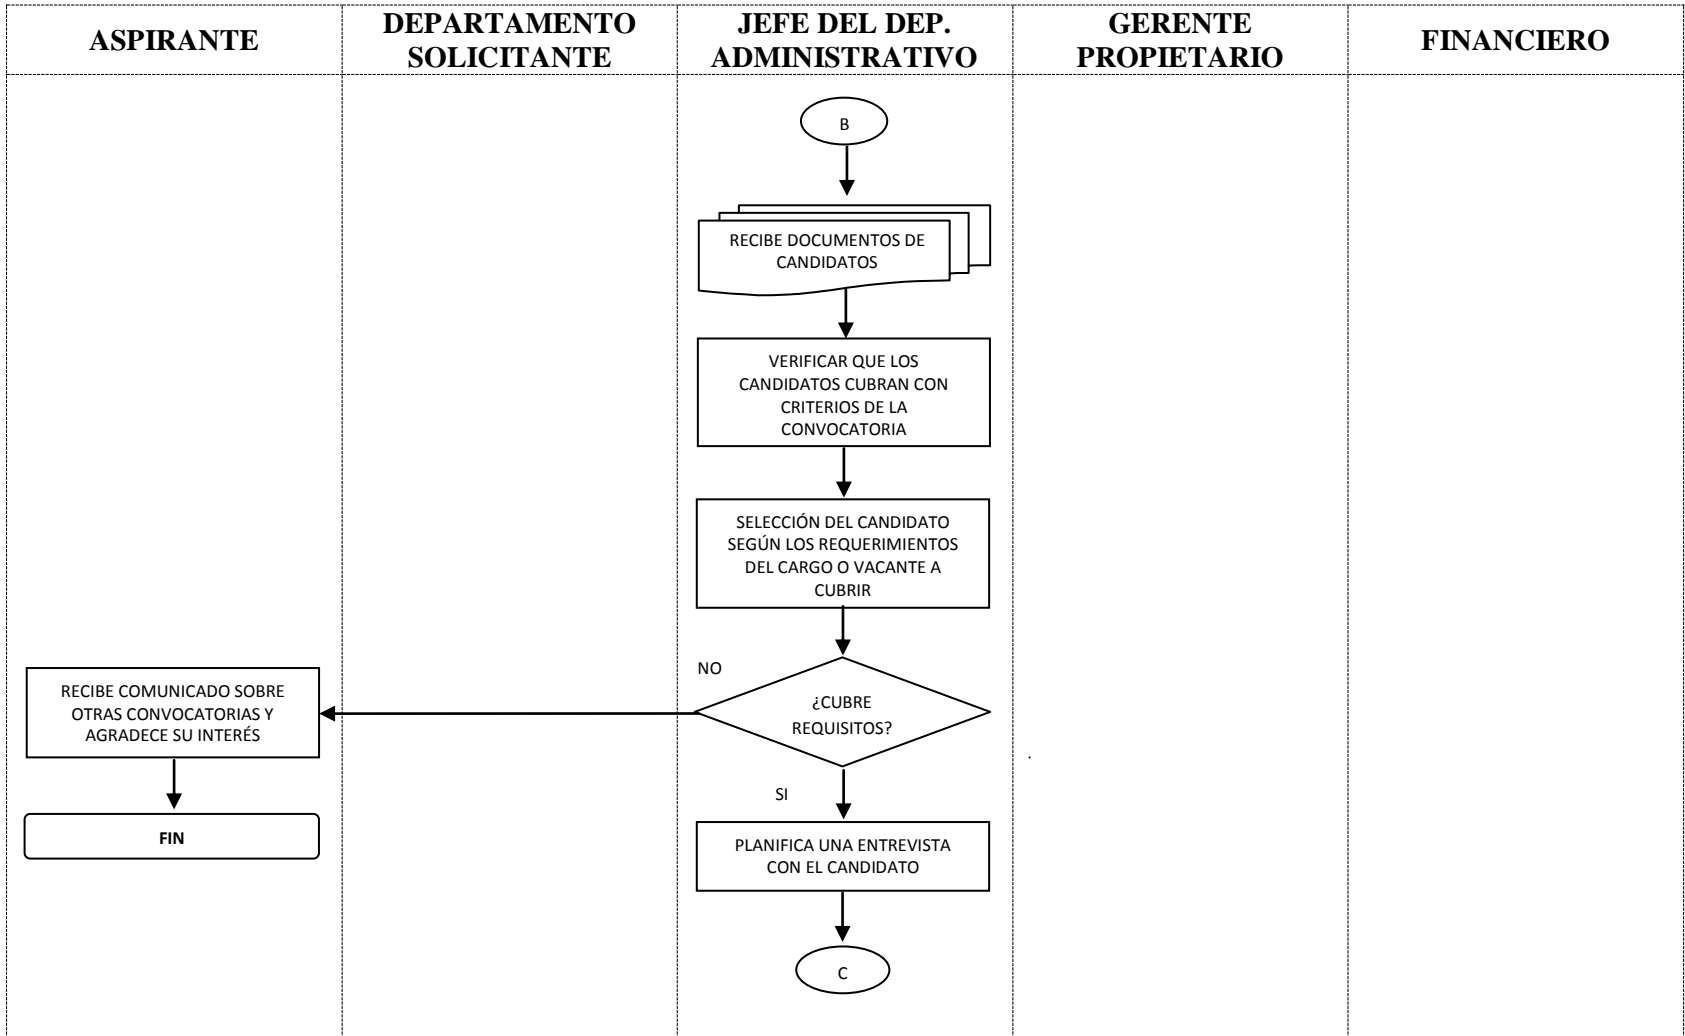 ASPIRANTE
DEPARTAMENTO
SOLICITANTE
JEFE DEL DEP.
ADMINISTRATIVO
GERENTE
PROPIETARIO
FINANCIERO
B
RECIBE DOCUMENTOS DE
CANDIDATOS
VERIFICAR QUE LOS
CANDIDATOS CUBRAN CON
CRITERIOS DE LA
CONVOCATORIA
SELECCIÓN DEL CANDIDATO
SEGÚN LOS REQUERIMIENTOS
DEL CARGO O VACANTE A
CUBRIR
NO
¿CUBRE
REQUISITOS?
RECIBE COMUNICADO SOBRE
OTRAS CONVOCATORIAS Y
AGRADECE SU INTERÉS
.
SI
FIN
PLANIFICA UNA ENTREVISTA
CON EL CANDIDATO
C